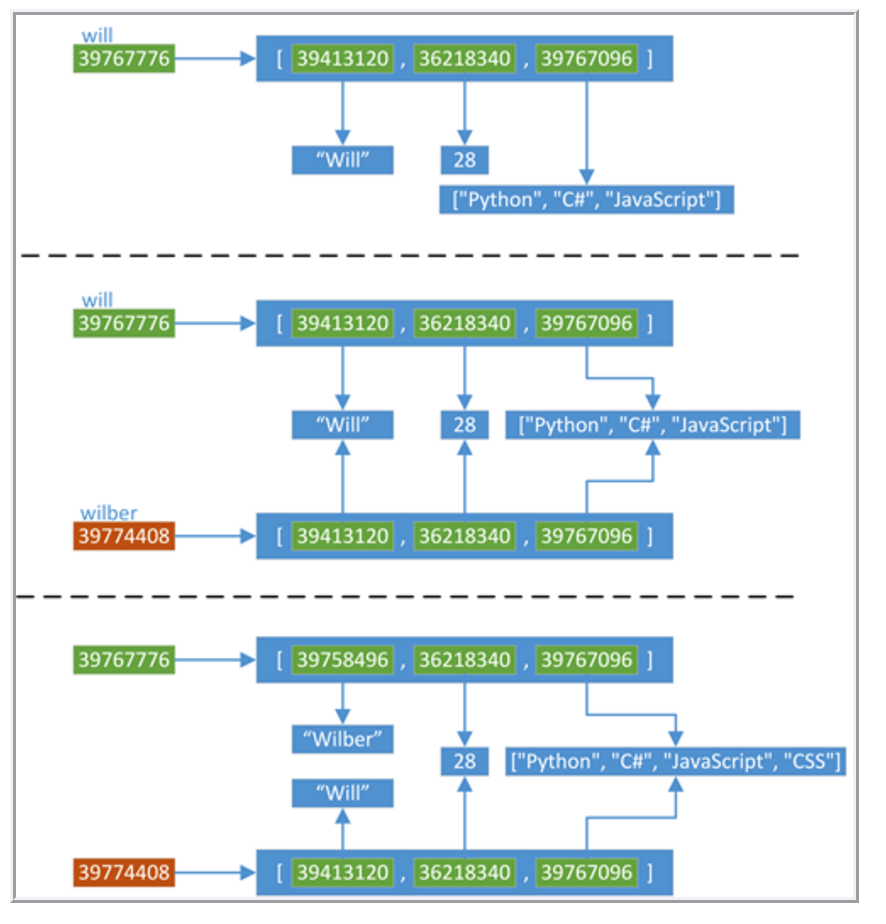 will
39767776 [ 39413120 , 36218340 , 39767096 ]
“Will” 28
["Python", "C#", "JavaScript"]
will
39767776 [ 39413120 , 36218340 , 39767096 ]
“Will” 28 ["Python", "C#", "JavaScript"]
wilber
39774408 [ 39413120 , 36218340 , 39767096 ]
39767776 [ 39758496 , 36218340 , 39767096 ]
“Wilber”
28 ["Python", "C#", "JavaScript", "CSS"]
“Will”
39774408 [ 39413120 , 36218340 , 39767096 ]